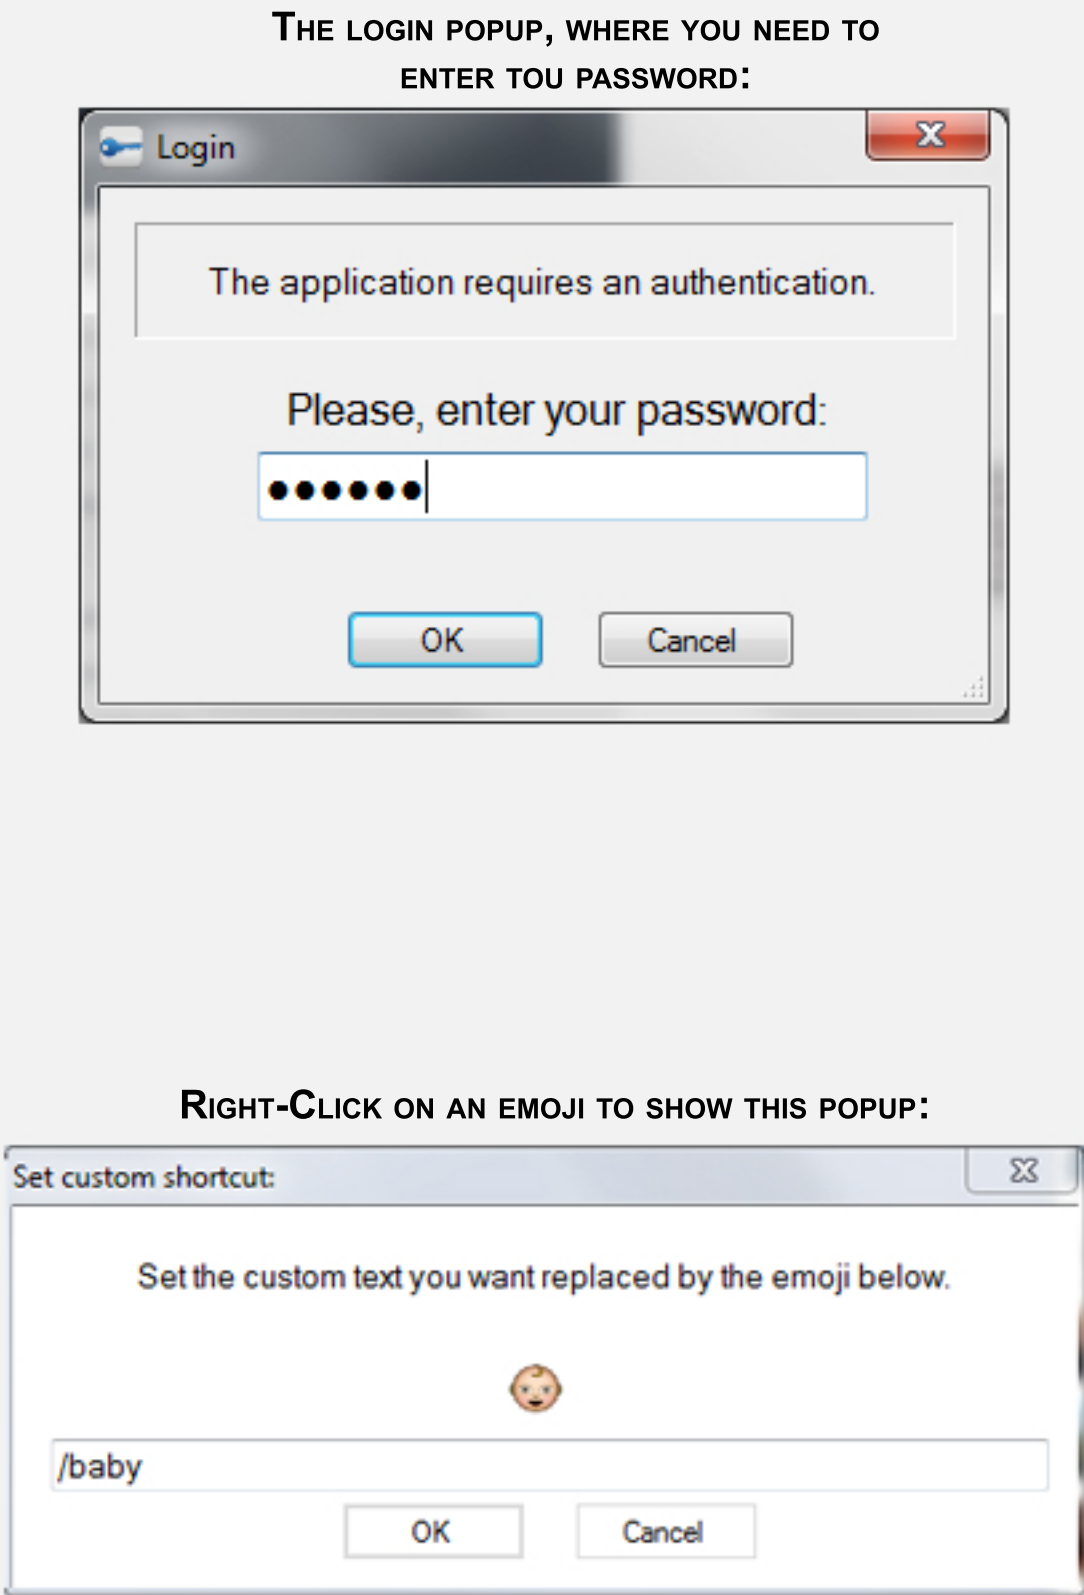 The login popup, where you need to
enter tou password:
Login
The application requires an authentication.
Please, enter your password:
OK Cancel
Right-Click on an emoji to show this popup:
Set custom shortcut:
Set the custom text you want replaced by the emoji below.
/baby
OK Cancel